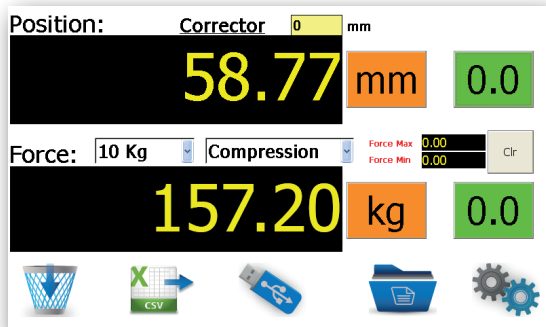 Position: Corrector 0 mm
58.77 mm 0.0
Force: 10 Kg Compression Force Max 0.00 Clr
Force Min 0.00
157.20 kg 0.0
X CSV